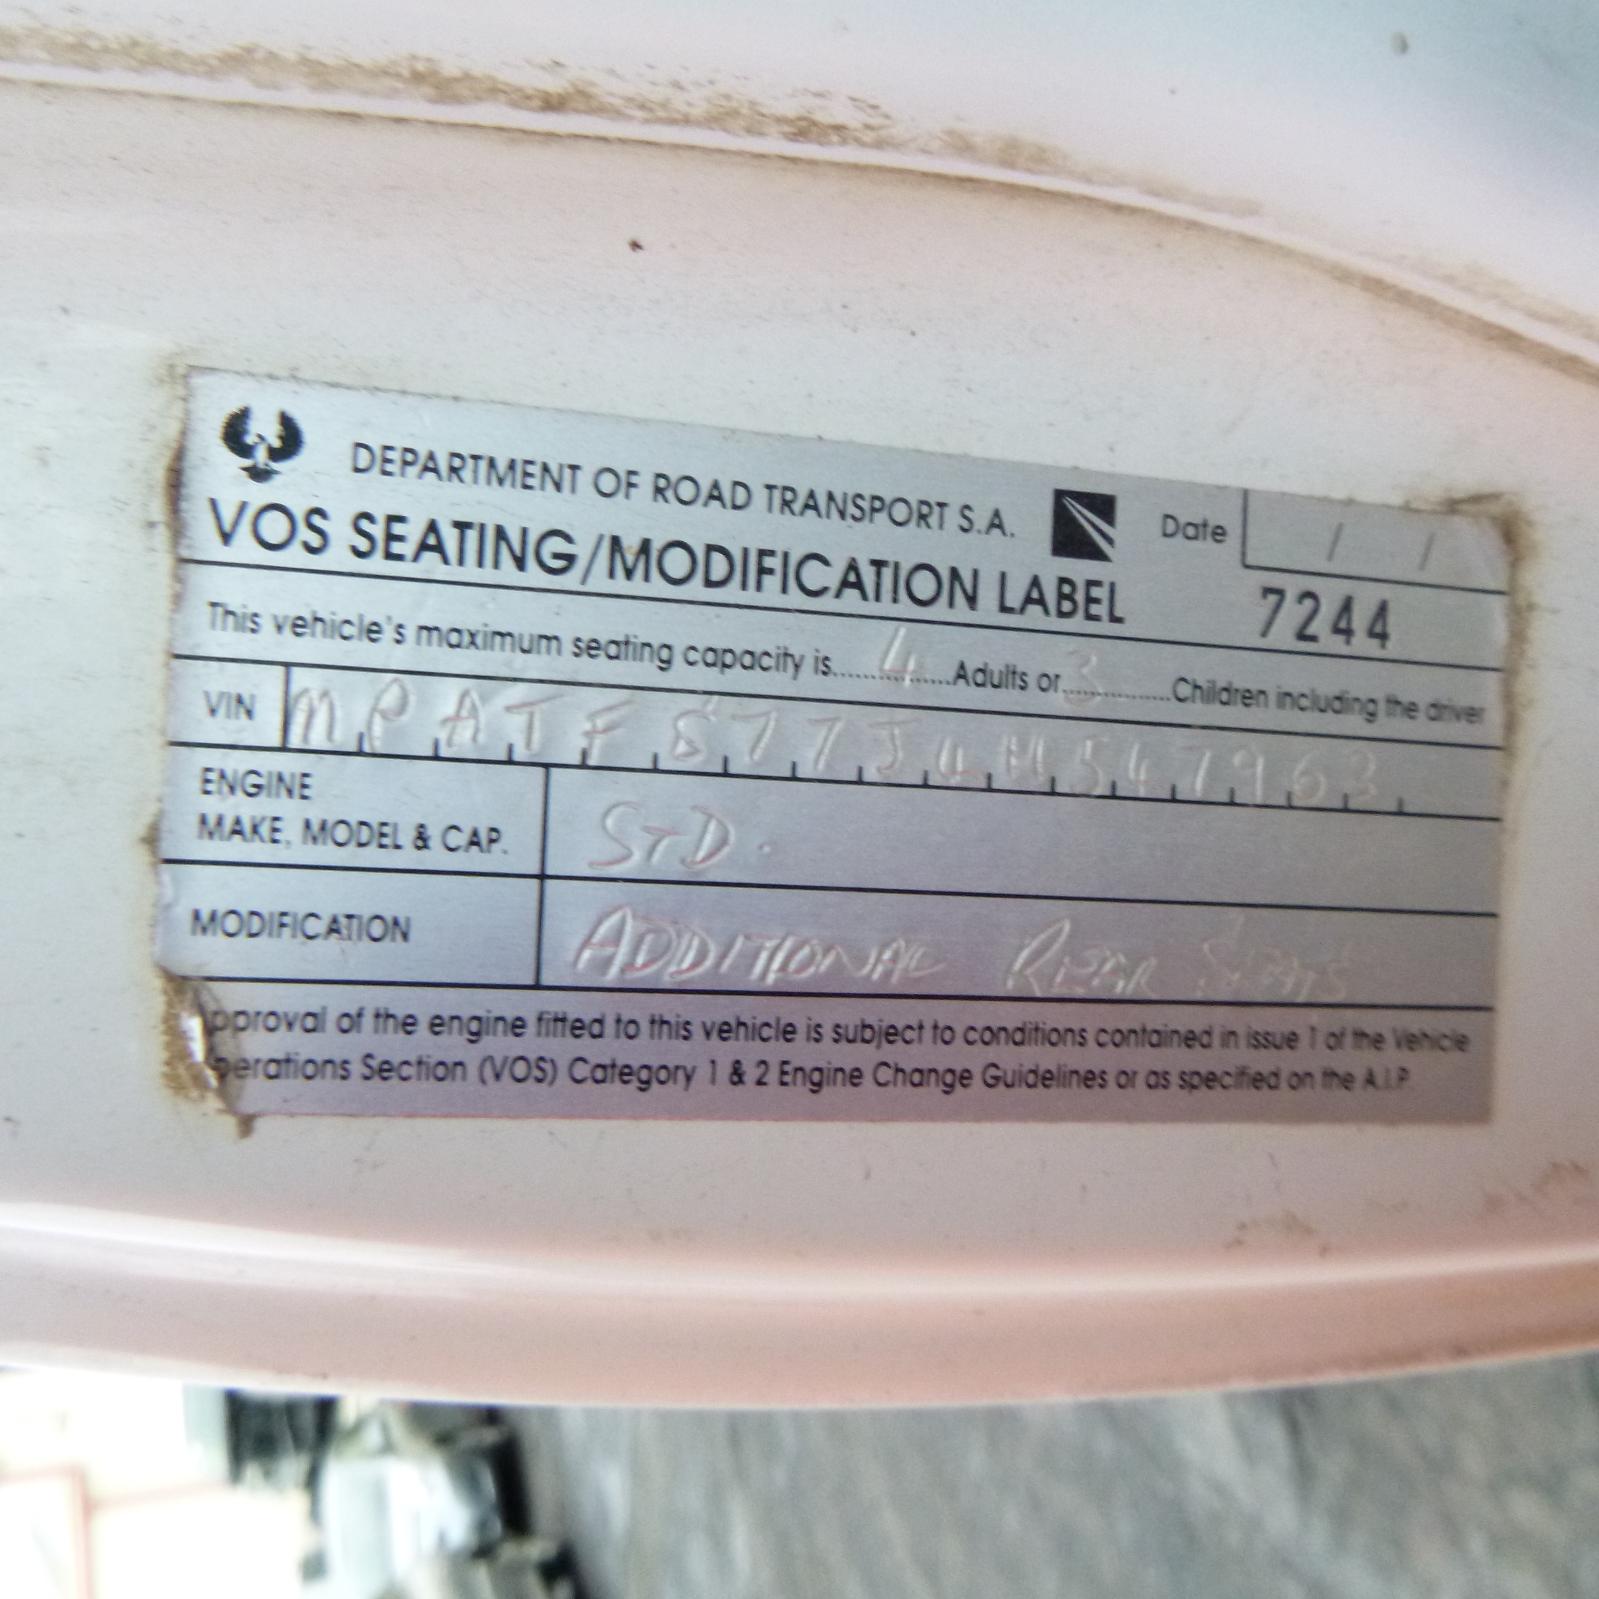 DEPARTMENT OF ROAD TRANSPORT S.A.
Date / /
VOS SEATING/MODIFICATION LABEL 7244
This vehicle's maximum seating capacity is..... 4 .....Adults or 3 .....Children including the driver
VIN MPATFS77J4H547963
ENGINE
MAKE, MODEL & CAP. STD.
MODIFICATION ADDITIONAL REAR SEATS
pproval of the engine fitted to this vehicle is subject to conditions contained in issue 1 of the Vehicle
perations Section (VOS) Category 1 & 2 Engine Change Guidelines or as specified on the A.I.P